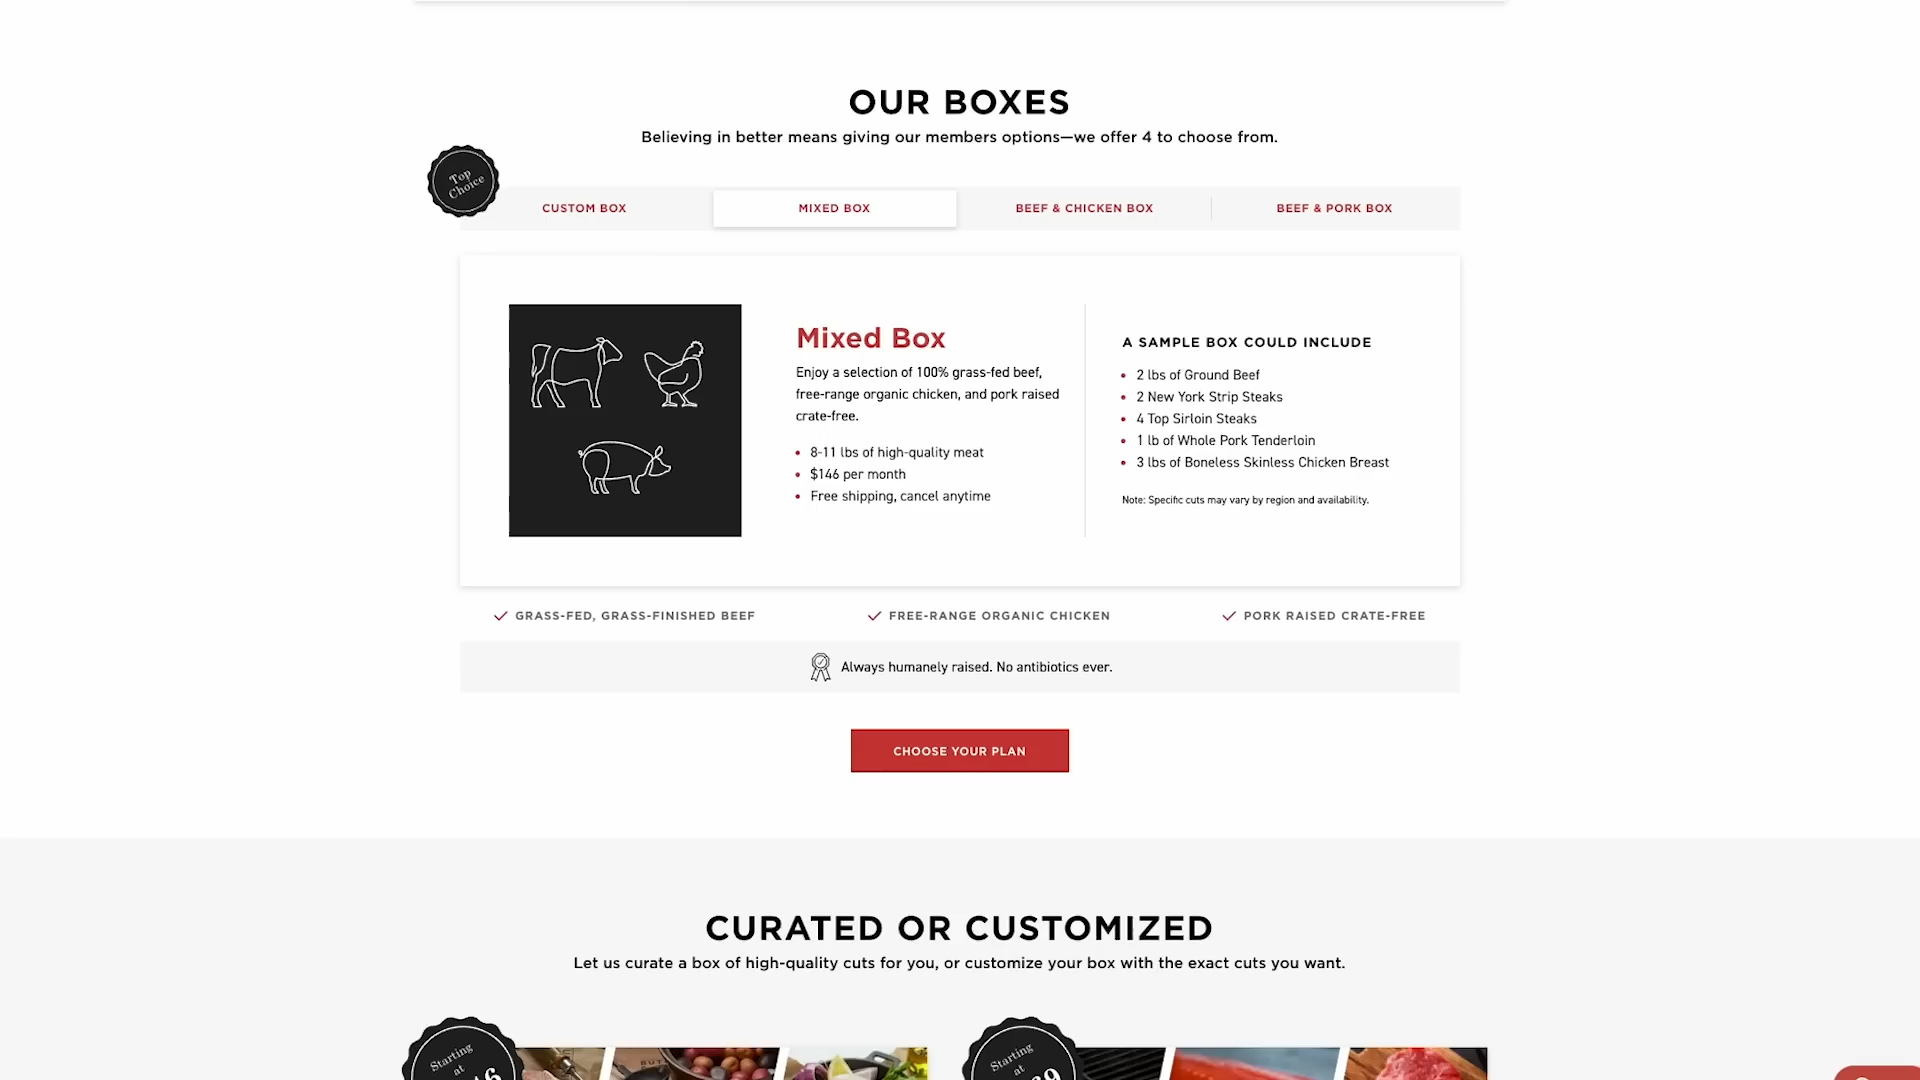 OUR BOXES
Believing in better means giving our members options—we offer 4 to choose from.
Top
Choice
CUSTOM BOX
MIXED BOX
BEEF & CHICKEN BOX
BEEF & PORK BOX
Mixed Box
Enjoy a selection of 100% grass-fed beef,
free-range organic chicken, and pork raised
crate-free.
8-11 lbs of high-quality meat
$146 per month
Free shipping, cancel anytime
A SAMPLE BOX COULD INCLUDE
2 lbs of Ground Beef
2 New York Strip Steaks
4 Top Sirloin Steaks
1 lb of Whole Pork Tenderloin
3 lbs of Boneless Skinless Chicken Breast
Note: Specific cuts may vary by region and availability.
GRASS-FED, GRASS-FINISHED BEEF
FREE-RANGE ORGANIC CHICKEN
PORK RAISED CRATE-FREE
Always humanely raised. No antibiotics ever.
CHOOSE YOUR PLAN
CURATED OR CUSTOMIZED
Let us curate a box of high-quality cuts for you, or customize your box with the exact cuts you want.
Starting
at
Starting
at